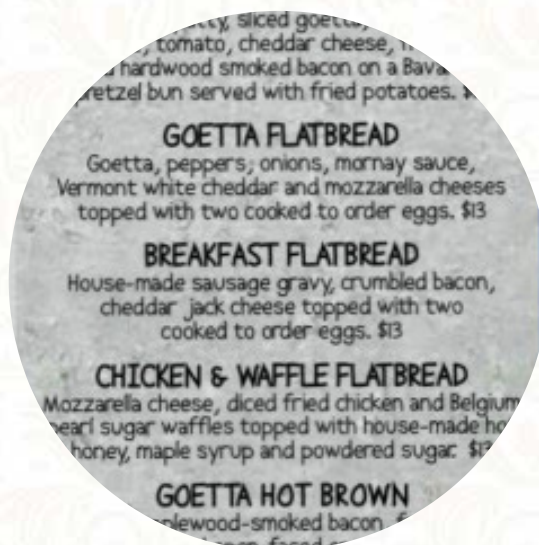 sliced goetta,
tomato, cheddar cheese,
hardwood smoked bacon on a
pretzel bun served with fried potatoes.
GOETTA FLATBREAD
Goetta, peppers, onions, mornay sauce,
Vermont white cheddar and mozzarella cheeses
topped with two cooked to order eggs. $13
BREAKFAST FLATBREAD
House-made sausage gravy, crumbled bacon,
cheddar jack cheese topped with two
cooked to order eggs. $13
CHICKEN & WAFFLE FLATBREAD
Mozzarella cheese, diced fried chicken and Belgium
pearl sugar waffles topped with house-made
honey, maple syrup and powdered sugar. $13
GOETTA HOT BROWN
bacon